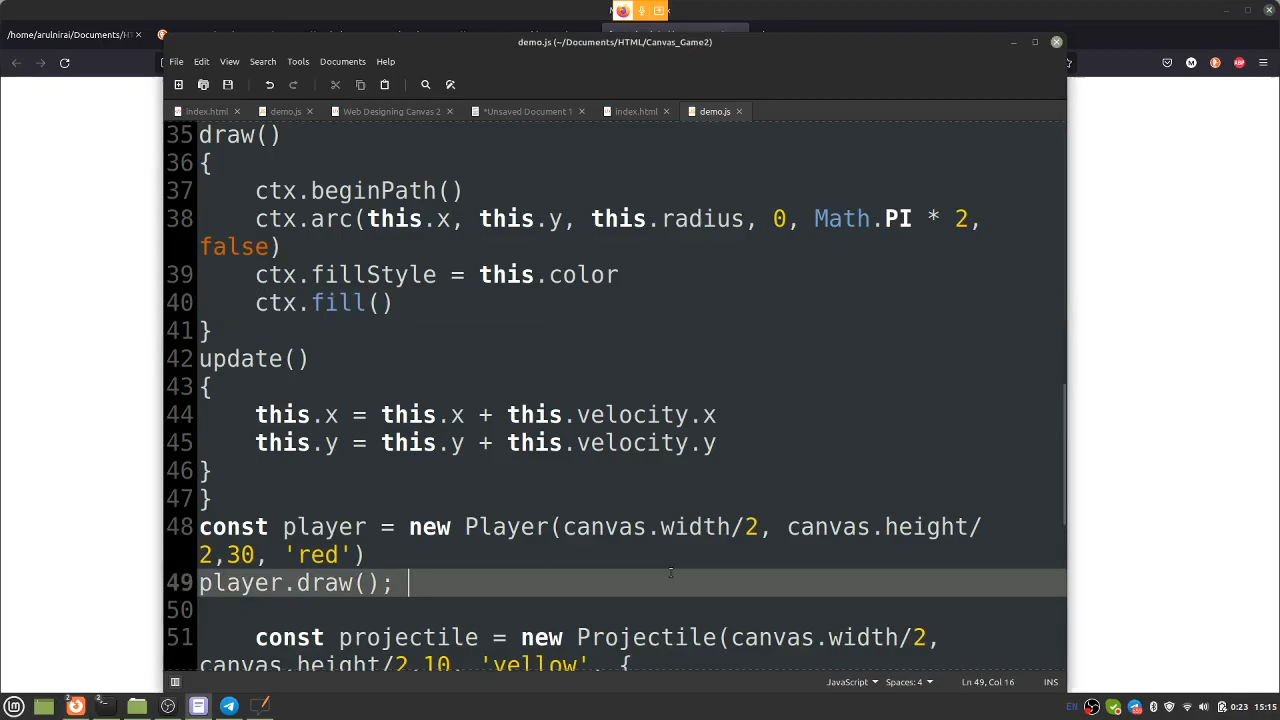 /home/arulnirai/Documents/HT
demo.js (~/Documents/HTML/Canvas_Game2)
File Edit View Search Tools Documents Help
index.html demo.js Web Designing Canvas 2 *Unsaved Document 1 index.html demo.js
35 draw()
36 {
37 ctx.beginPath()
38 ctx.arc(this.x, this.y, this.radius, 0, Math.PI * 2,
false)
39 ctx.fillStyle = this.color
40 ctx.fill()
41 }
42 update()
43 {
44 this.x = this.x + this.velocity.x
45 this.y = this.y + this.velocity.y
46 }
47 }
48 const player = new Player(canvas.width/2, canvas.height/
2,30, 'red')
49 player.draw();
50
51 const projectile = new Projectile(canvas.width/2,
canvas.height/2,10, 'yellow', {
JavaScript Spaces: 4 Ln 49, Col 16 INS
EN 0:23 15:15